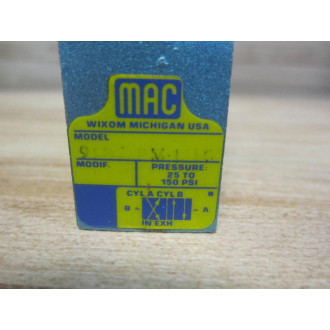 MAC
WIXOM MICHIGAN USA
MODEL
MODIF. PRESSURE:
25 TO
150 PSI
CYL A CYL B
B A
IN EXH